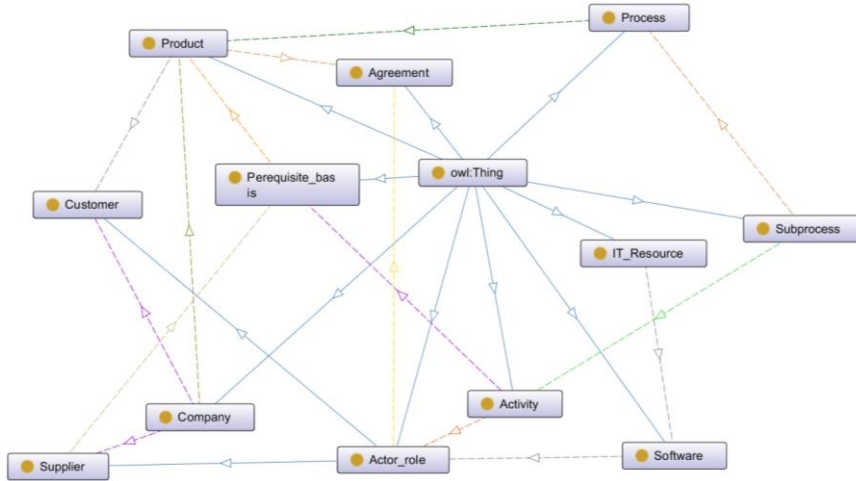 Process
Product
Agreement
owl:Thing
Perequisite_bas
is
Customer
Subprocess
IT_Resource
Activity
Company
Software
Actor_role
Supplier